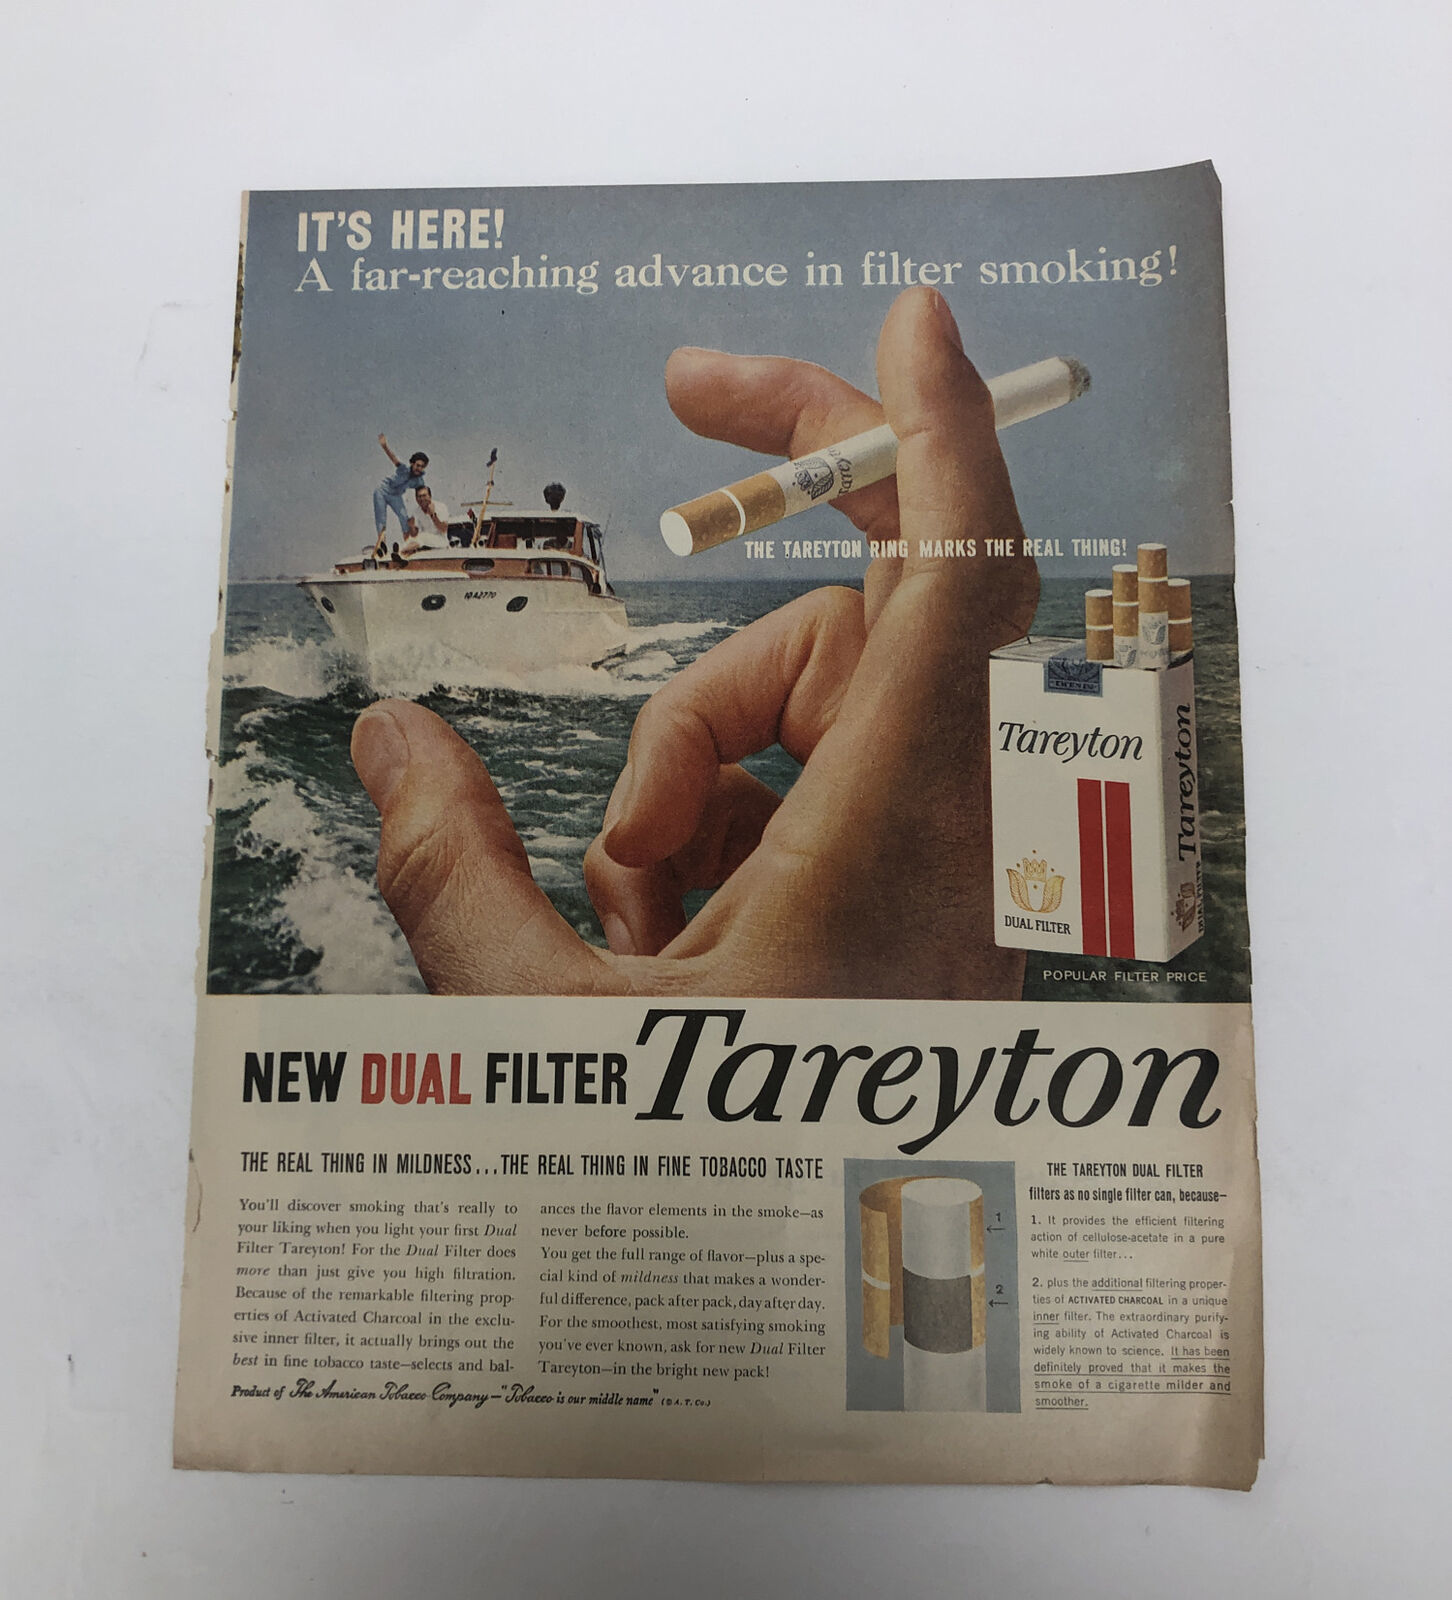 IT'S HERE!
A far-reaching advance in filter smoking!
THE TAREYTON RING MARKS THE REAL THING!
Tarey
10A2770
Tareyton
DUAL FILTER
Tareyton
DUAL FILTER
POPULAR FILTER PRICE
NEW DUAL FILTER Tareyton
THE REAL THING IN MILDNESS...THE REAL THING IN FINE TOBACCO TASTE
You'll discover smoking that's really to
your liking when you light your first Dual
Filter Tareyton! For the Dual Filter does
more than just give you high filtration.
Because of the remarkable filtering prop-
erties of Activated Charcoal in the exclu-
sive inner filter, it actually brings out the
best in fine tobacco taste—selects and bal-
ances the flavor elements in the smoke—as
never before possible.
You get the full range of flavor—plus a spe-
cial kind of mildness that makes a wonder-
ful difference, pack after pack, day after day.
For the smoothest, most satisfying smoking
you've ever known, ask for new Dual Filter
Tareyton—in the bright new pack!
Product of The American Tobacco Company—"Tobacco is our middle name" (© A. T. Co.)
1
2
THE TAREYTON DUAL FILTER
filters as no single filter can, because—
1. It provides the efficient filtering
action of cellulose-acetate in a pure
white outer filter...
2. plus the additional filtering proper-
ties of ACTIVATED CHARCOAL in a unique
inner filter. The extraordinary purify-
ing ability of Activated Charcoal is
widely known to science. It has been
definitely proved that it makes the
smoke of a cigarette milder and
smoother.